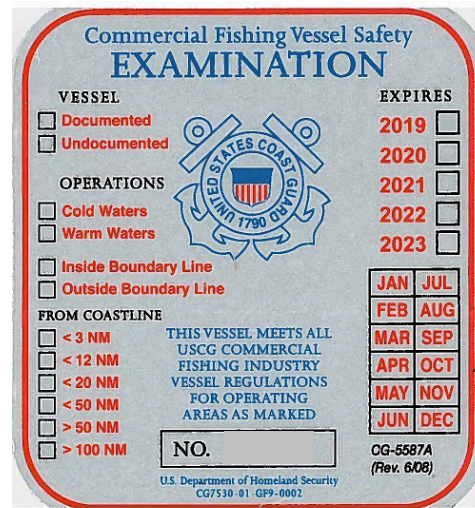 Commercial Fishing Vessel Safety
EXAMINATION
VESSEL
Documented
Undocumented
OPERATIONS
Cold Waters
Warm Waters
Inside Boundary Line
Outside Boundary Line
FROM COASTLINE
< 3 NM
< 12 NM
< 20 NM
< 50 NM
> 50 NM
> 100 NM
UNITED STATES COAST GUARD
1790
THIS VESSEL MEETS ALL
USCG COMMERCIAL
FISHING INDUSTRY
VESSEL REGULATIONS
FOR OPERATING
AREAS AS MARKED
NO.
U.S. Department of Homeland Security
CG7530-01-GF9-0002
EXPIRES
2019
2020
2021
2022
2023
JAN JUL
FEB AUG
MAR SEP
APR OCT
MAY NOV
JUN DEC
CG-5587A
(Rev. 6/08)